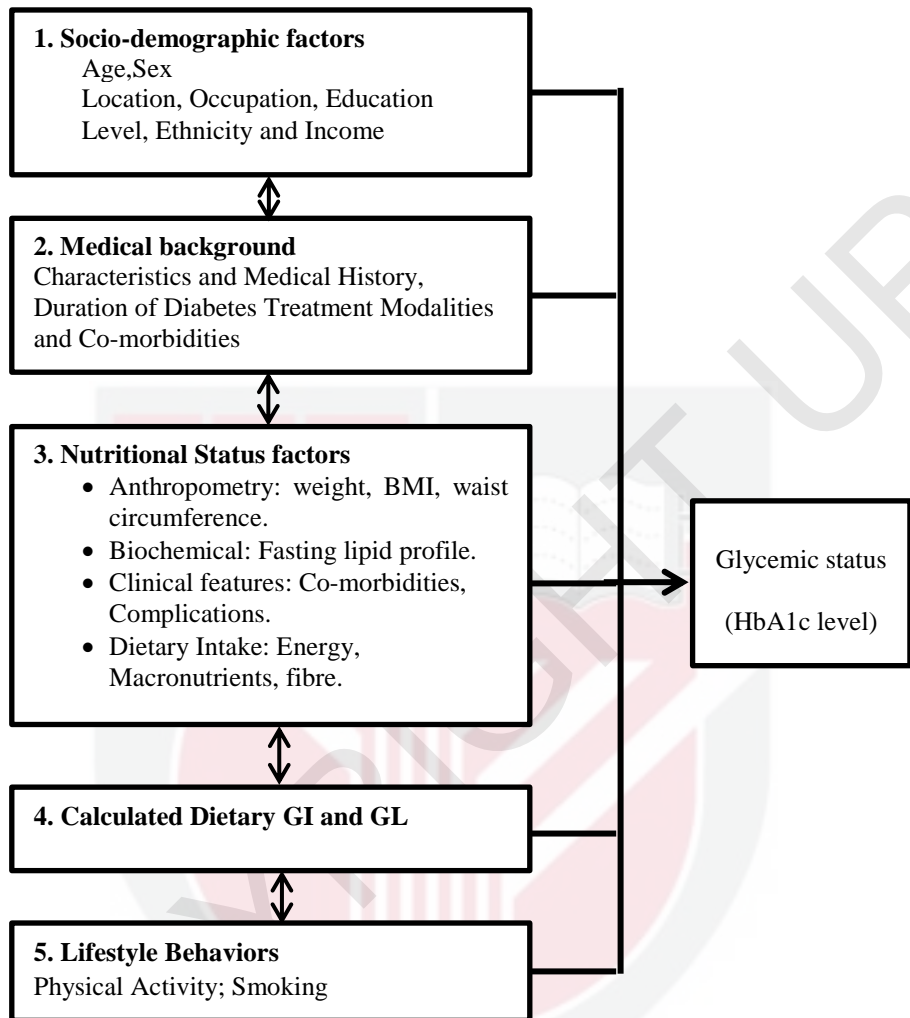 1. Socio-demographic factors
Age,Sex
Location, Occupation, Education
Level, Ethnicity and Income
2. Medical background
Characteristics and Medical History,
Duration of Diabetes Treatment Modalities
and Co-morbidities
3. Nutritional Status factors
• Anthropometry: weight, BMI, waist
circumference.
• Biochemical: Fasting lipid profile.
• Clinical features: Co-morbidities,
Complications.
• Dietary Intake: Energy,
Macronutrients, fibre.
Glycemic status
(HbA1c level)
4. Calculated Dietary GI and GL
5. Lifestyle Behaviors
Physical Activity; Smoking